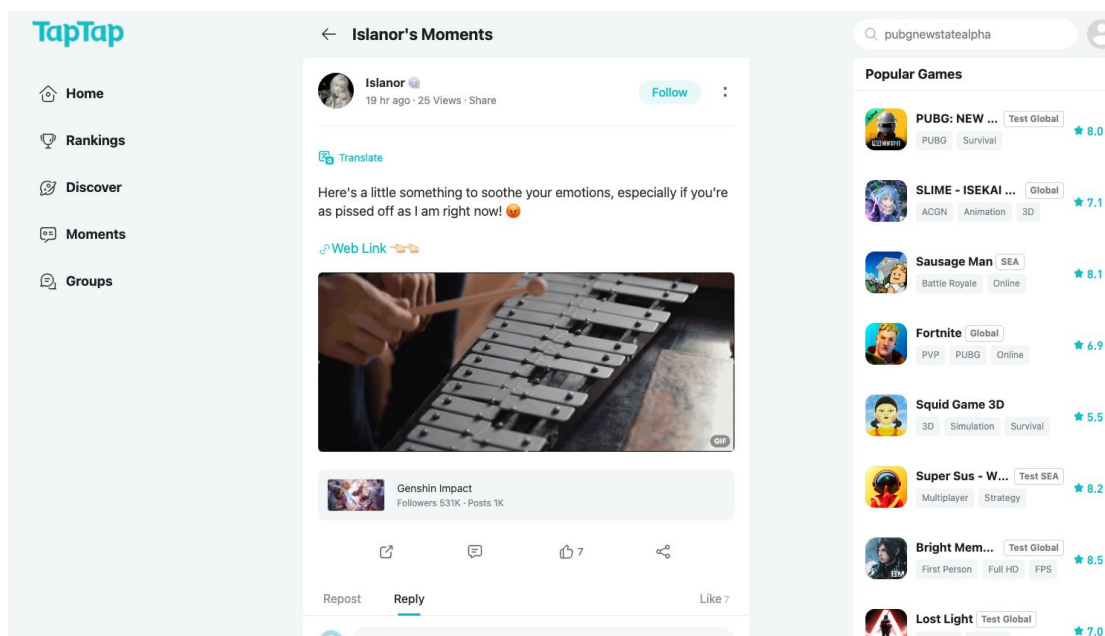 TapTap
Home
Rankings
Discover
Moments
Groups
← Islanor's Moments
Islanor
19 hr ago · 25 Views · Share
Follow
Translate
Here's a little something to soothe your emotions, especially if you're
as pissed off as I am right now! 😡
Web Link
GIF
Genshin Impact
Followers 531K · Posts 1K
7
Repost
Reply
Like 7
pubgnewstatealpha
Popular Games
PUBG: NEW ... Test Global
PUBG Survival
8.0
SLIME - ISEKAI ... Global
ACGN Animation 3D
7.1
Sausage Man SEA
Battle Royale Online
8.1
Fortnite Global
PVP PUBG Online
6.9
Squid Game 3D
3D Simulation Survival
5.5
Super Sus - W... Test SEA
Multiplayer Strategy
8.2
Bright Mem... Test Global
First Person Full HD FPS
8.5
Lost Light Test Global
7.0